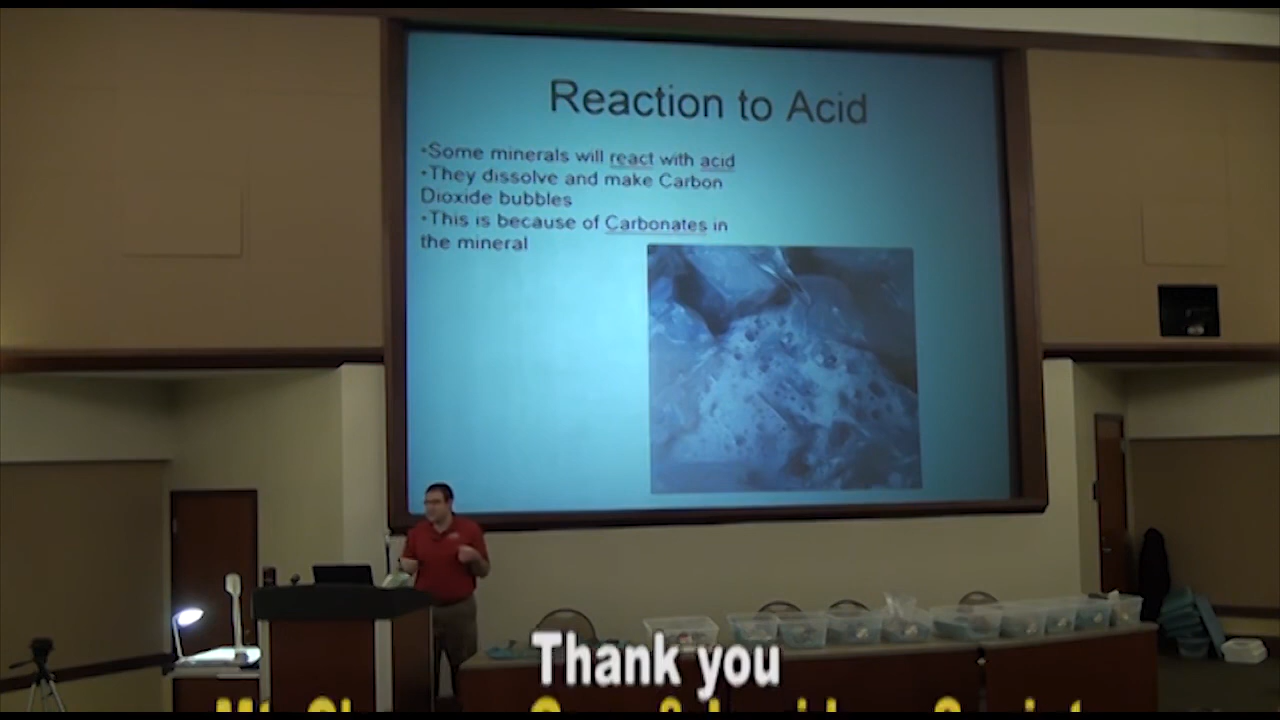 Reaction to Acid
•Some minerals will react with acid
•They dissolve and make Carbon
Dioxide bubbles
•This is because of Carbonates in
the mineral
Thank you